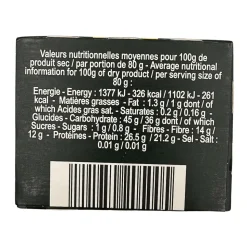 Valeurs nutritionnelles moyennes pour 100g de
produit sec / par portion de 80 g - Average nutritional
information for 100g of dry product / per serving size of
80 g :
Energie - Energy : 1377 kJ - 326 kcal / 1102 kJ - 261
kcal - Matières grasses - Fat : 1.3 g / 1 g dont / of
which Acides gras sat. - Saturates : 0.2 g / 0.16 g -
Glucides - Carbohydrate : 45 g / 36 g dont / of which
Sucres - Sugars : 1 g / 0.8 g - Fibres - Fibre : 14 g /
12 g - Protéines - Protein : 26.5 g / 21.2 g - Sel - Salt :
0.01 g / 0.01 g